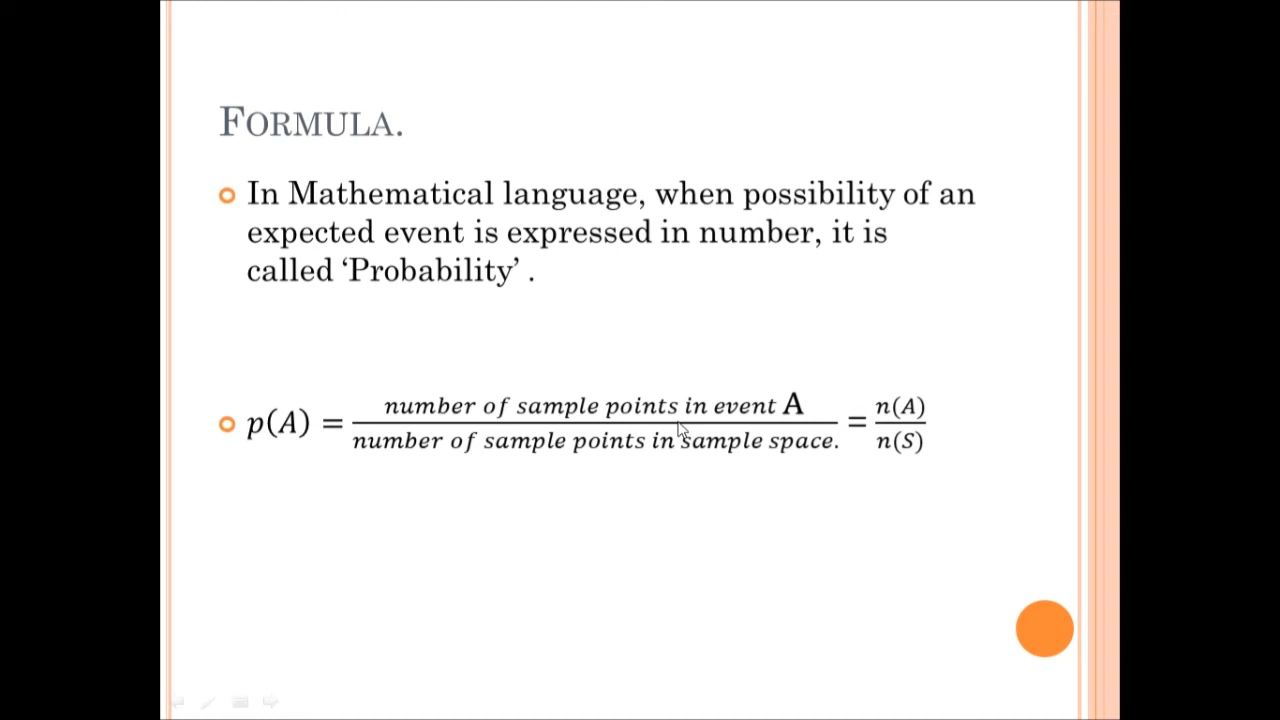 FORMULA.
In Mathematical language, when possibility of an
expected event is expressed in number, it is
called ‘Probability’ .
p(A) = number of sample points in event A / number of sample points in sample space. = n(A) / n(S)